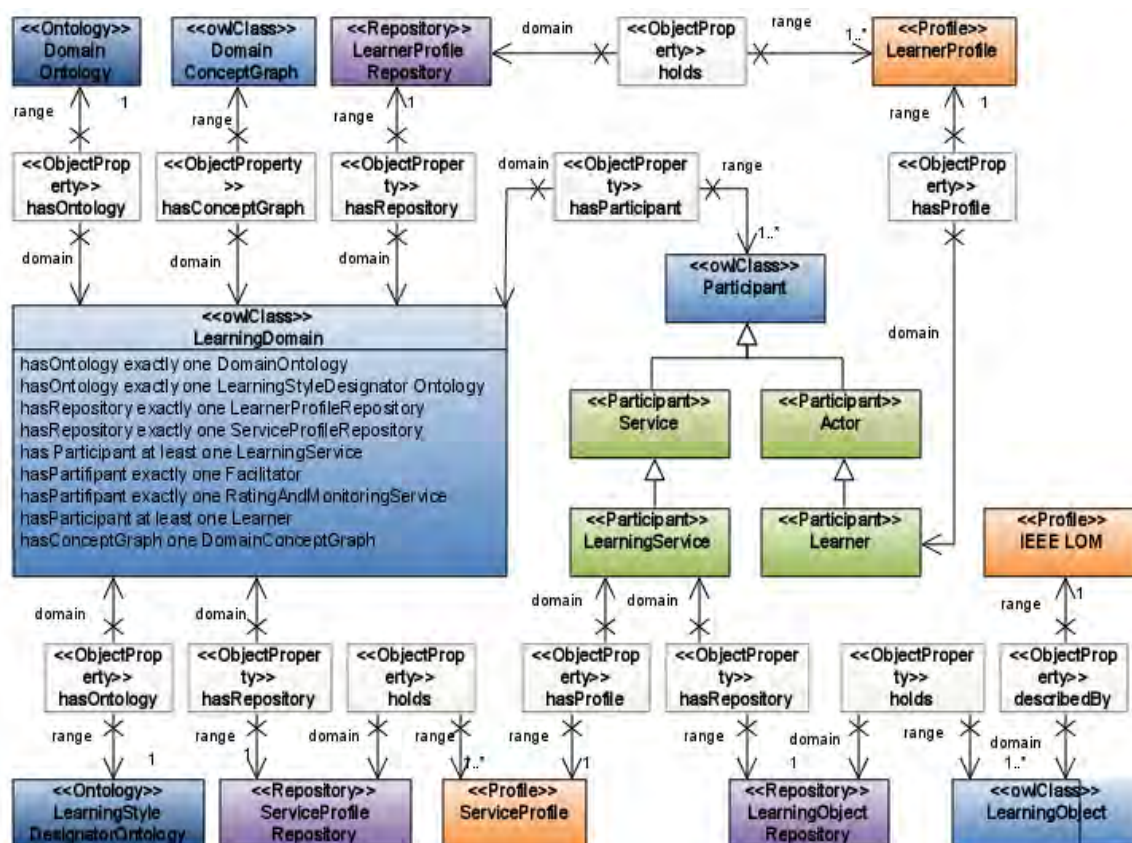 <<Ontology>>
Domain
Ontology
<<owlClass>>
Domain
ConceptGraph
<<Repository>>
LearnerProfile
Repository
domain
<<ObjectProp
erty>>
holds
range
1..*
<<Profile>>
LearnerProfile
range
1
range
range
1
range
1
<<ObjectProp
erty>>
hasOntology
<<ObjectProperty
>>
hasConceptGraph
<<ObjectProper
ty>>
hasRepository
domain
<<ObjectProper
ty>>
hasParticipant
range
<<ObjectProp
erty>>
hasProfile
domain
domain
domain
1..*
<<owlClass>>
Participant
domain
<<owlClass>>
LearningDomain
hasOntology exactly one DomainOntology
hasOntology exactly one LearningStyleDesignator Ontology
hasRepository exactly one LearnerProfileRepository
hasRepository exactly one ServiceProfileRepository
has Participant at least one LearningService
hasPartifipant exactly one Facilitator
hasPartifipant exactly one RatingAndMonitoringService
hasParticipant at least one Learner
hasConceptGraph one DomainConceptGraph
<<Participant>>
Service
<<Participant>>
Actor
<<Participant>>
LearningService
<<Participant>>
Learner
<<Profile>>
IEEE LOM
domain
domain
domain
domain
range
1
<<ObjectProp
erty>>
hasOntology
<<ObjectProper
ty>>
hasRepository
<<ObjectProp
erty>>
holds
<<ObjectProp
erty>>
hasProfile
<<ObjectProper
ty>>
hasRepository
<<ObjectProper
ty>>
holds
<<ObjectProp
erty>>
describedBy
range
1
range
1
domain
range
1..*
range
1
range
1
domain
range
1..*
domain
<<Ontology>>
LearningStyle
DesignatorOntology
<<Repository>>
ServiceProfile
Repository
<<Profile>>
ServiceProfile
<<Repository>>
LearningObject
Repository
<<owlClass>>
LearningObject